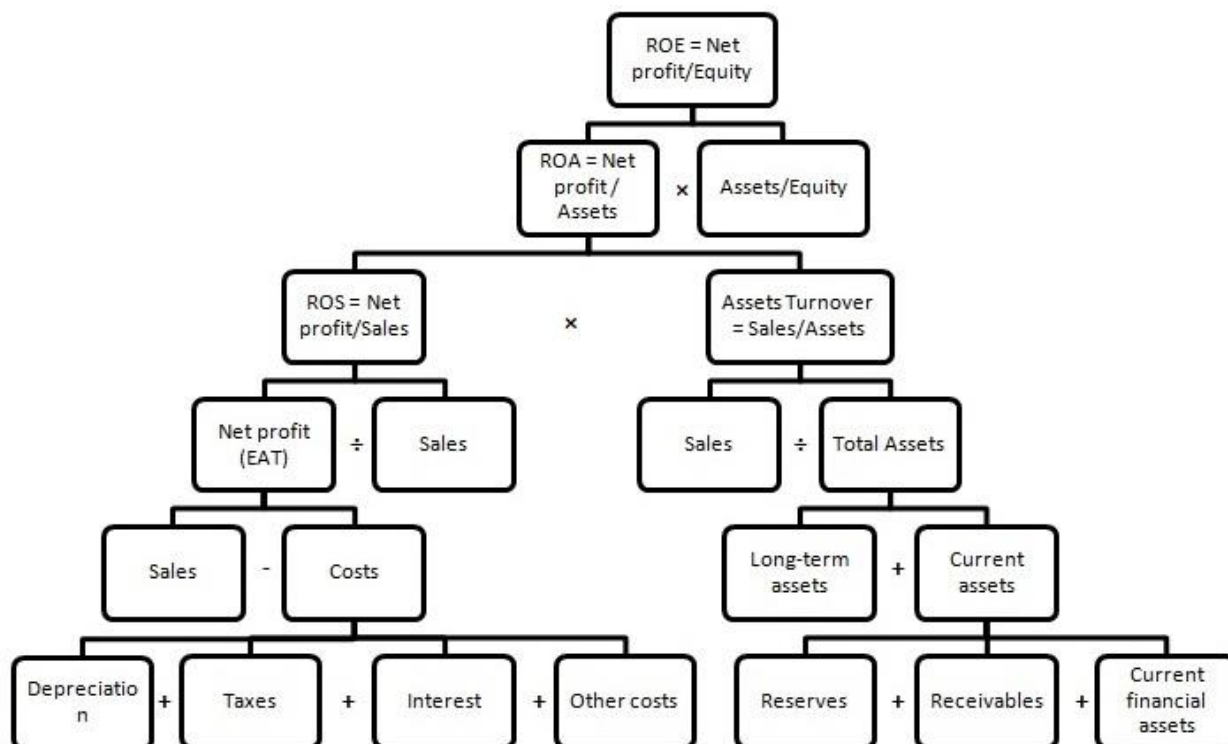 ROE = Net
profit/Equity
ROA = Net
profit /
Assets
×
Assets/Equity
ROS = Net
profit/Sales
×
Assets Turnover
= Sales/Assets
Net profit
(EAT)
÷
Sales
Sales
÷
Total Assets
Sales
-
Costs
Long-term
assets
+
Current
assets
Depreciatio
n
+
Taxes
+
Interest
+
Other costs
Reserves
+
Receivables
+
Current
financial
assets